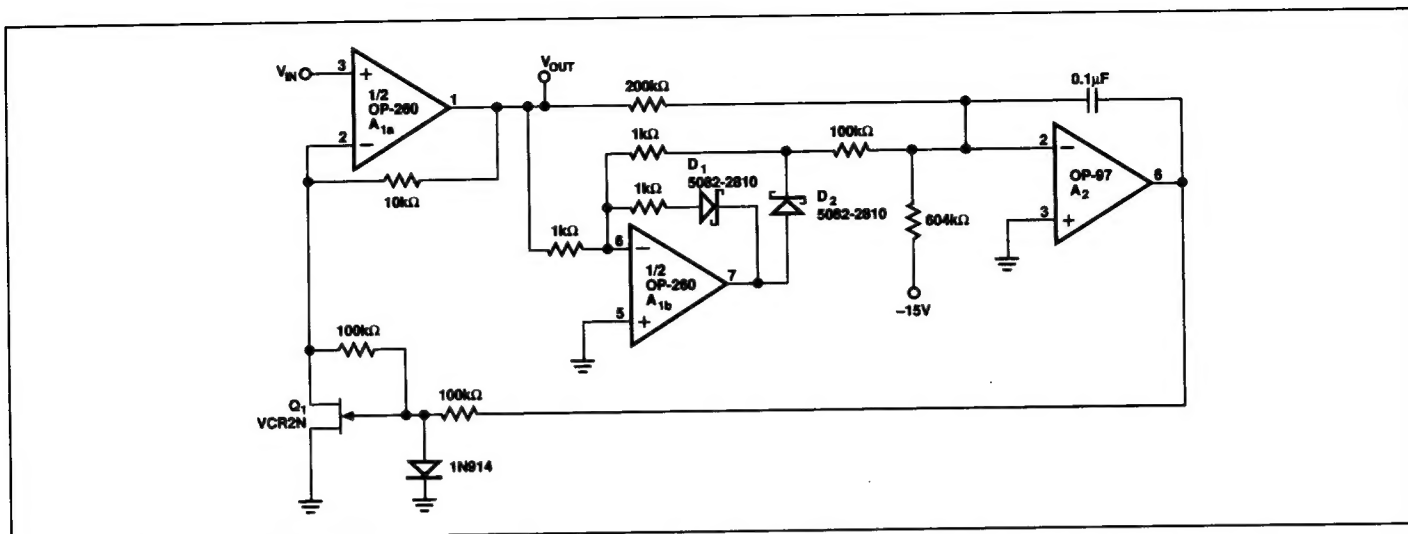 V_IN
3
+
1/2
OP-260
A_1a
2
−
1
10kΩ
V_OUT
200kΩ
0.1μF
1kΩ
100kΩ
D_1
5082-2810
1kΩ
D_2
5082-2810
1kΩ
6
−
1/2
OP-260
A_1b
7
5
+
604kΩ
−15V
2
−
OP-97
A_2
6
3
+
100kΩ
100kΩ
Q_1
VCR2N
1N914